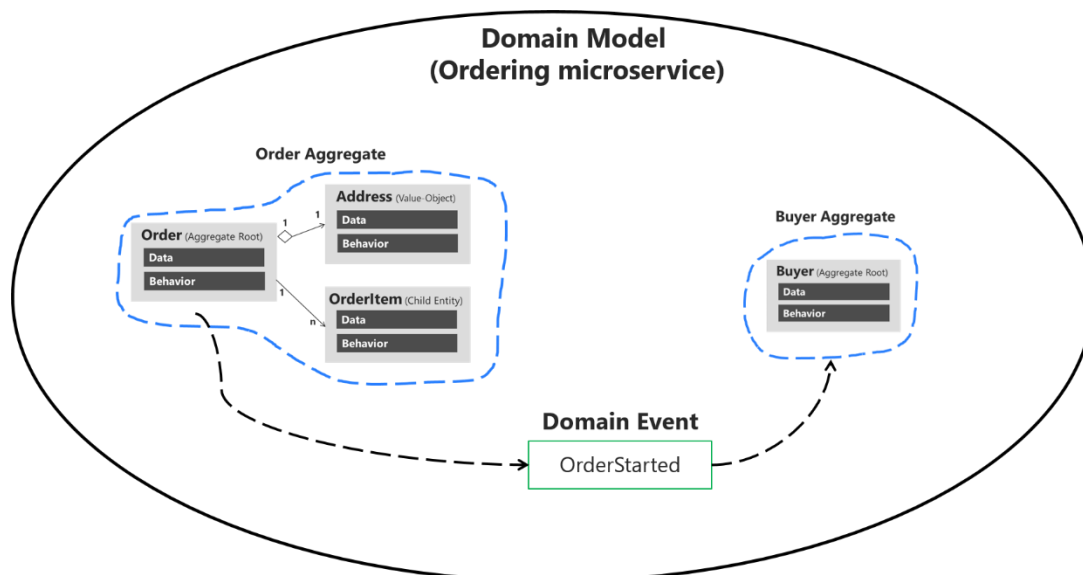 Domain Model
(Ordering microservice)
Order Aggregate
Address (Value-Object)
Data
Behavior
Order (Aggregate Root)
Data
Behavior
1
1
1
n
OrderItem (Child Entity)
Data
Behavior
Buyer Aggregate
Buyer (Aggregate Root)
Data
Behavior
Domain Event
OrderStarted